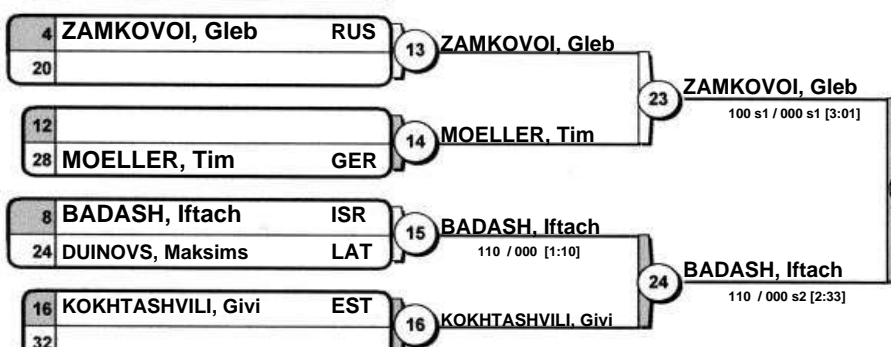 4 ZAMKOVOI, Gleb RUS
20
13 ZAMKOVOI, Gleb
12
28 MOELLER, Tim GER
14 MOELLER, Tim
23 ZAMKOVOI, Gleb
100 s1 / 000 s1 [3:01]
8 BADASH, Iftach ISR
24 DUINOVS, Maksims LAT
15 BADASH, Iftach
110 / 000 [1:10]
16 KOKHTASHVILI, Givi EST
32
16 KOKHTASHVILI, Givi
24 BADASH, Iftach
110 / 000 s2 [2:33]